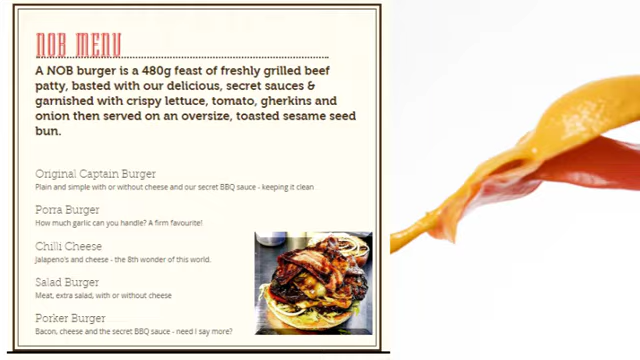 NOB MENU
A NOB burger is a 480g feast of freshly grilled beef
patty, basted with our delicious, secret sauces &
garnished with crispy lettuce, tomato, gherkins and
onion then served on an oversize, toasted sesame seed
bun.
Original Captain Burger
Plain and simple with or without cheese and our secret BBQ sauce - keeping it clean
Porra Burger
How much garlic can you handle? A firm favourite!
Chilli Cheese
Jalapeno's and cheese - the 8th wonder of this world.
Salad Burger
Meat, extra salad, with or without cheese
Porker Burger
Bacon, cheese and the secret BBQ sauce - need I say more?